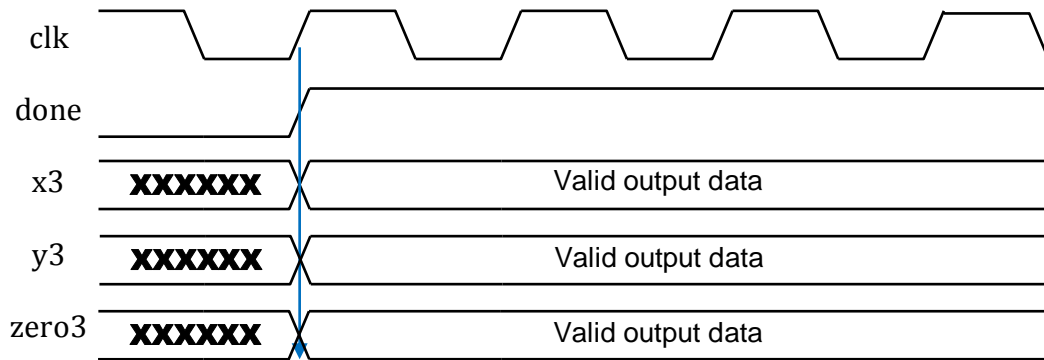 clk
done
x3 XXXXXX Valid output data
y3 XXXXXX Valid output data
zero3 XXXXXX Valid output data